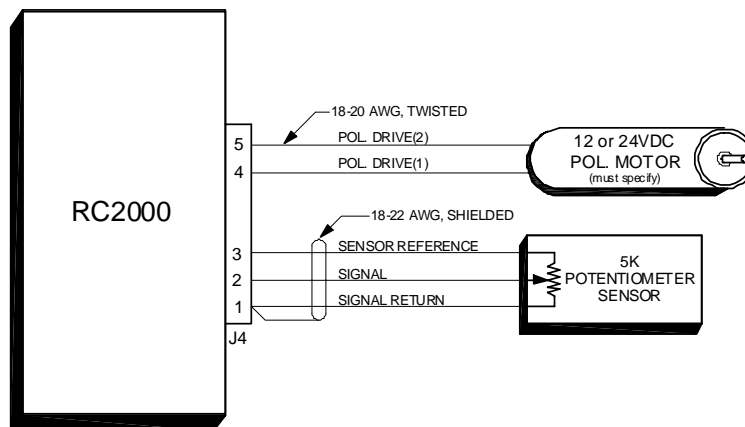 18-20 AWG, TWISTED
5
POL. DRIVE(2)
4
POL. DRIVE(1)
12 or 24VDC
POL. MOTOR
(must specify)
RC2000
18-22 AWG, SHIELDED
3
SENSOR REFERENCE
2
SIGNAL
1
SIGNAL RETURN
J4
5K
POTENTIOMETER
SENSOR